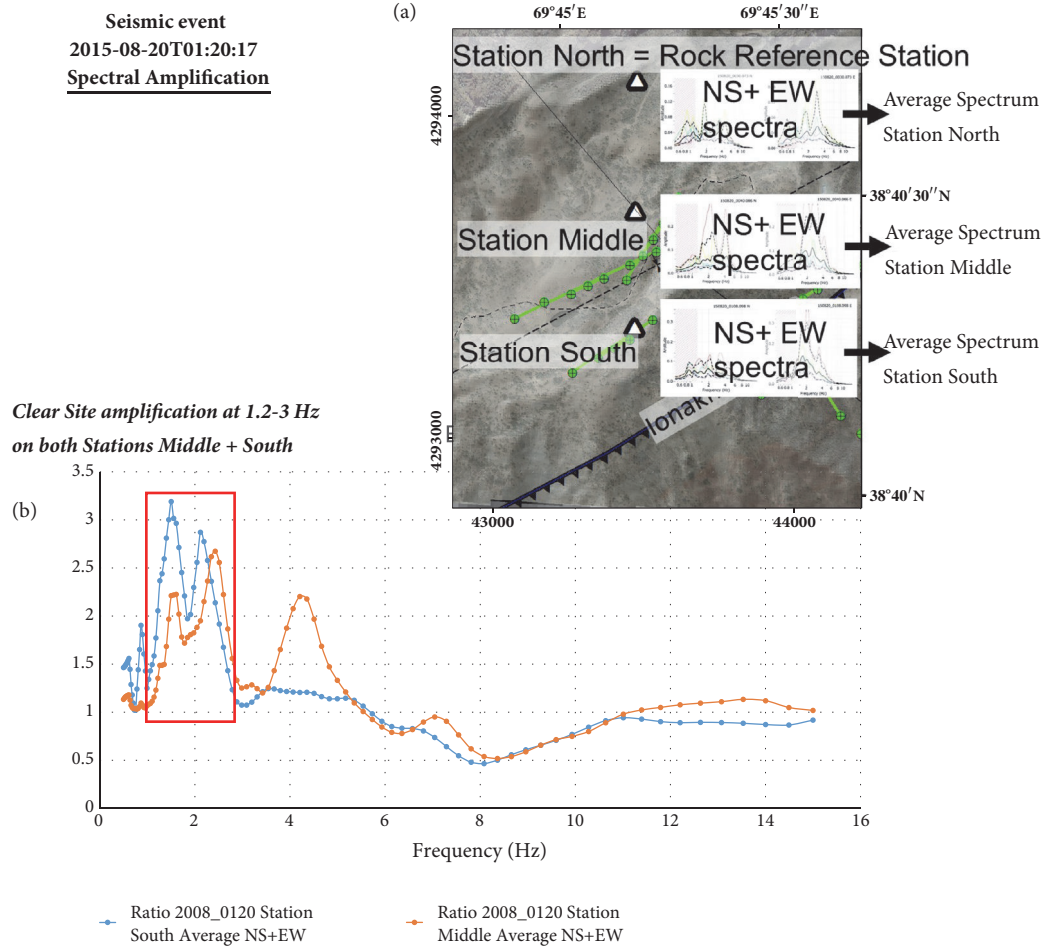 Seismic event
2015-08-20T01:20:17
Spectral Amplification
(a)
69°45′E
69°45′30″E
Station North = Rock Reference Station
NS+ EW
spectra
Average Spectrum
Station North
4294000
38°40′30″N
Station Middle
NS+ EW
spectra
Average Spectrum
Station Middle
Station South
NS+ EW
spectra
Average Spectrum
Station South
4293000
38°40′N
43000
44000
Clear Site amplification at 1.2-3 Hz
on both Stations Middle + South
(b)
3.5
3
2.5
2
1.5
1
0.5
0
0 2 4 6 8 10 12 14 16
Frequency (Hz)
Ratio 2008_0120 Station
South Average NS+EW
Ratio 2008_0120 Station
Middle Average NS+EW